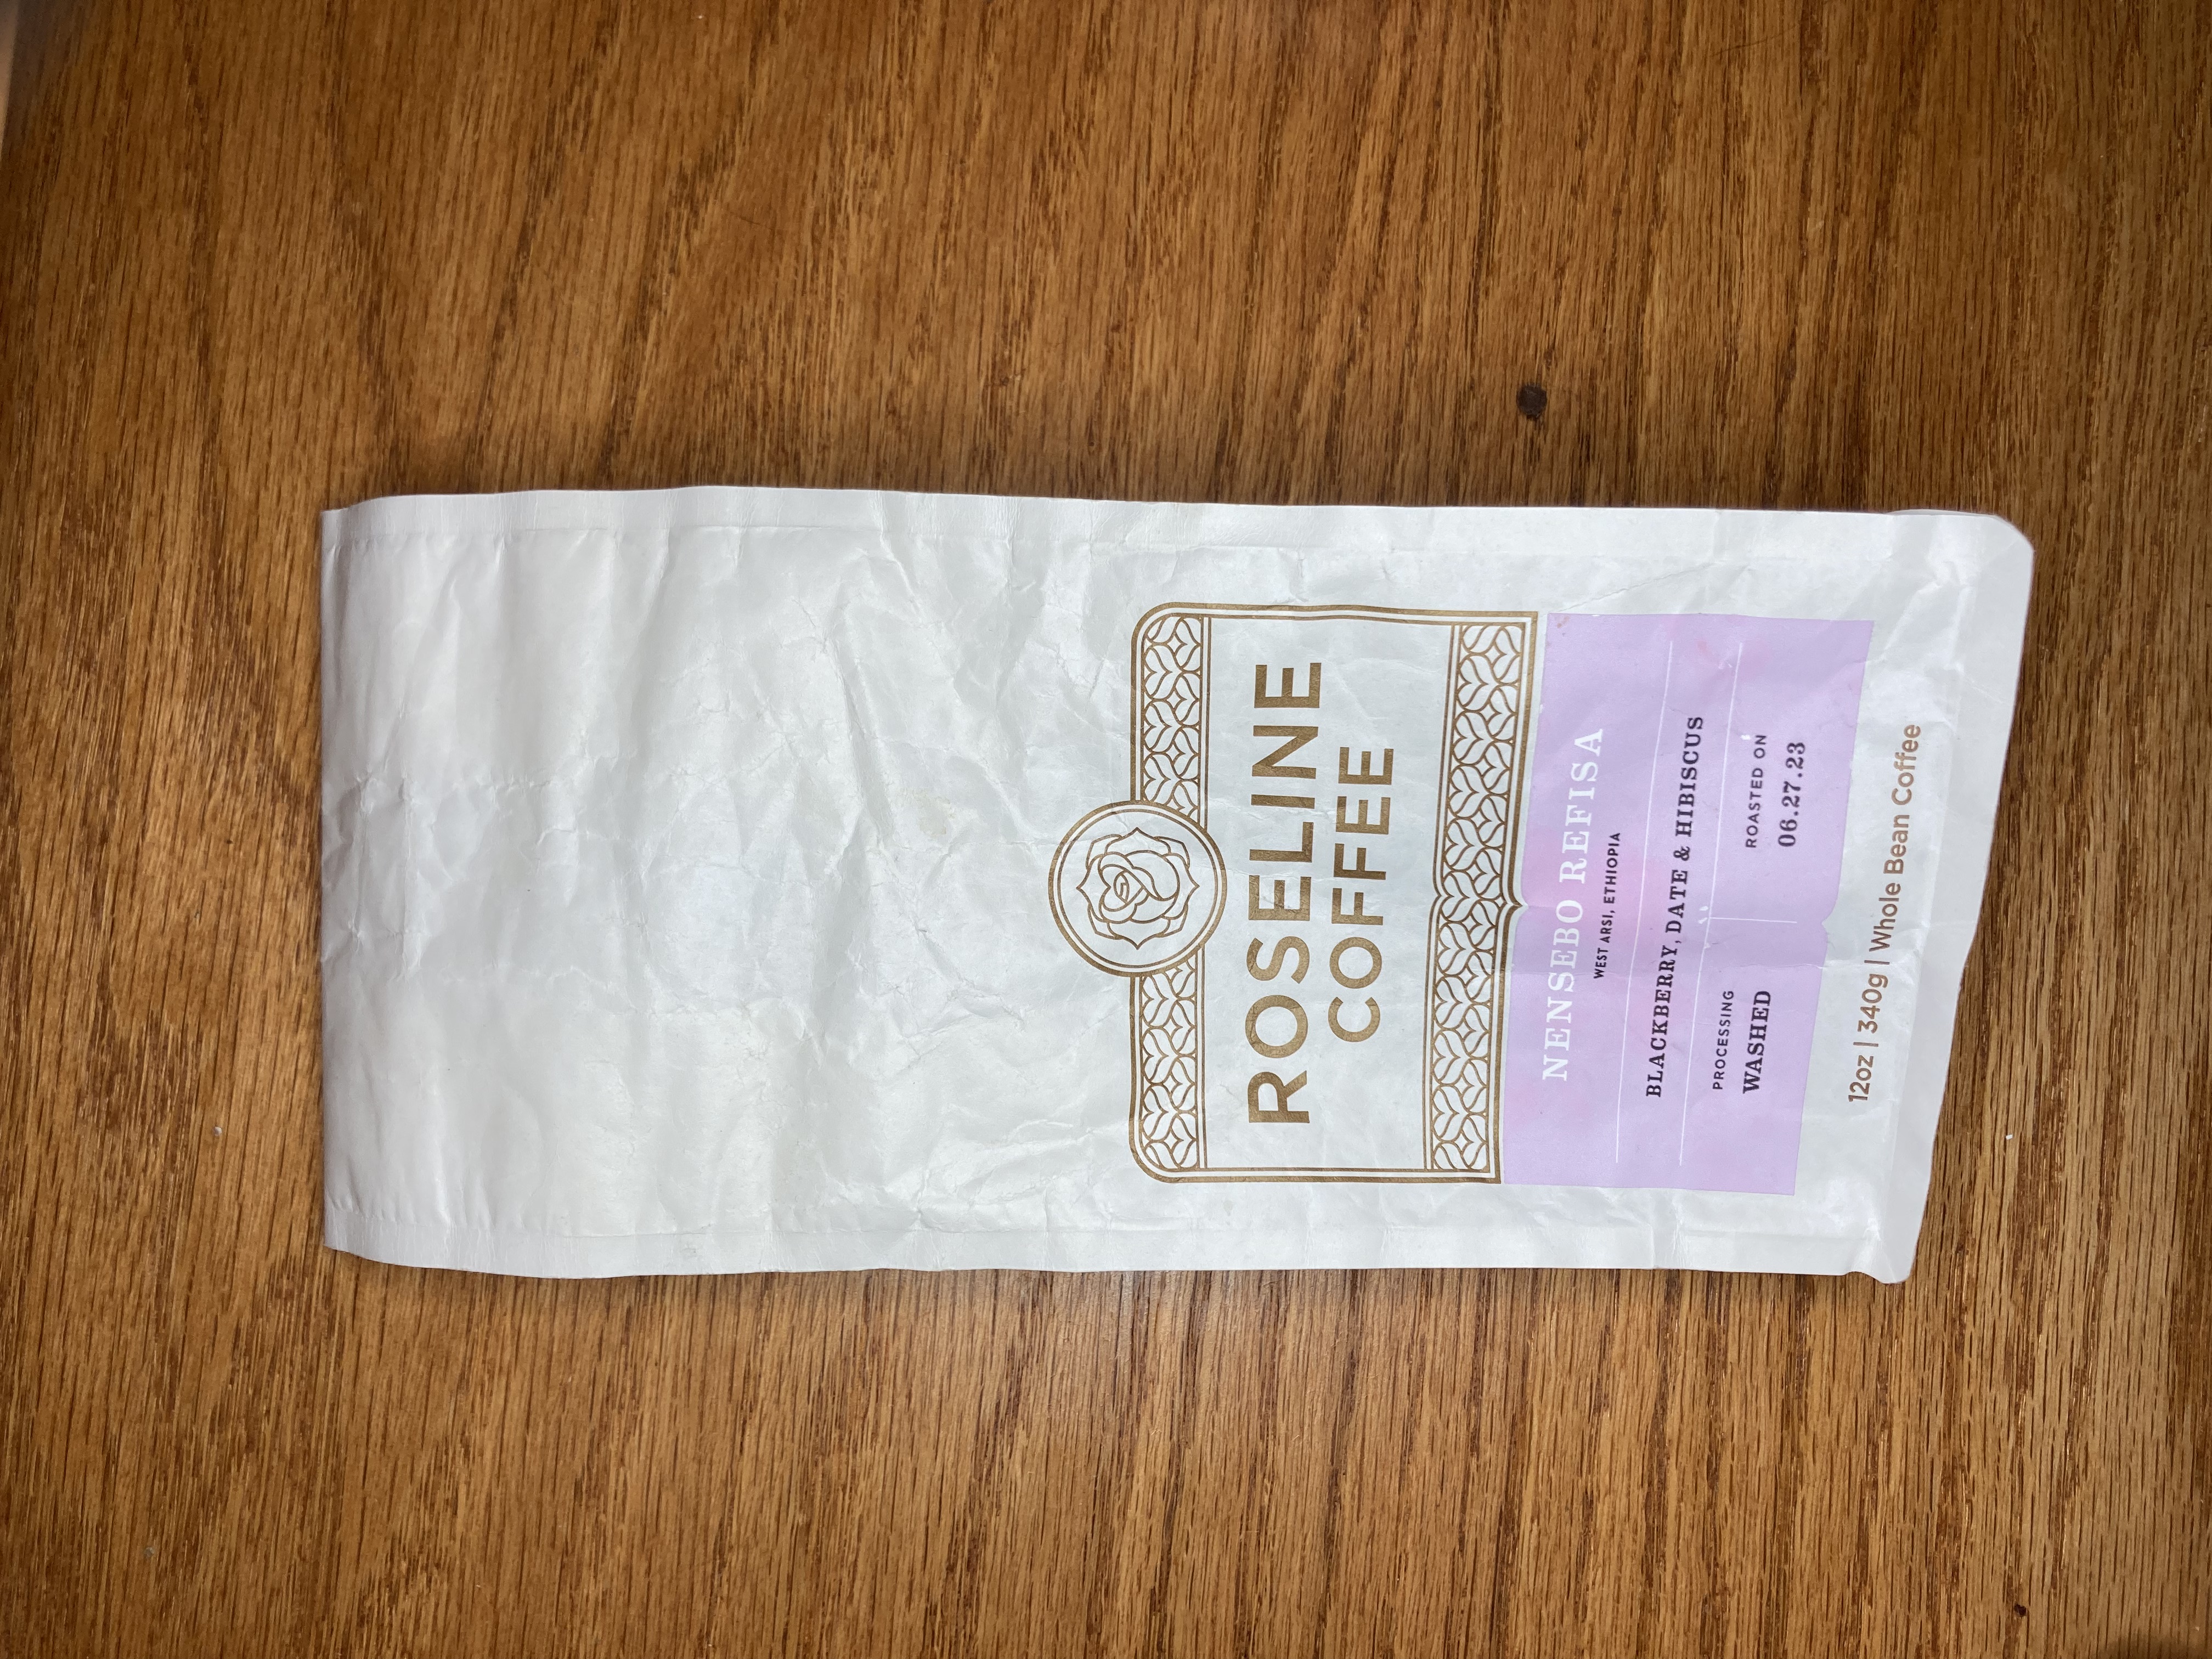 ROSELINE
COFFEE
NENSEBO REFISA
WEST ARSI, ETHIOPIA
BLACKBERRY, DATE & HIBISCUS
PROCESSING
WASHED
ROASTED ON
06.27.23
12oz | 340g | Whole Bean Coffee